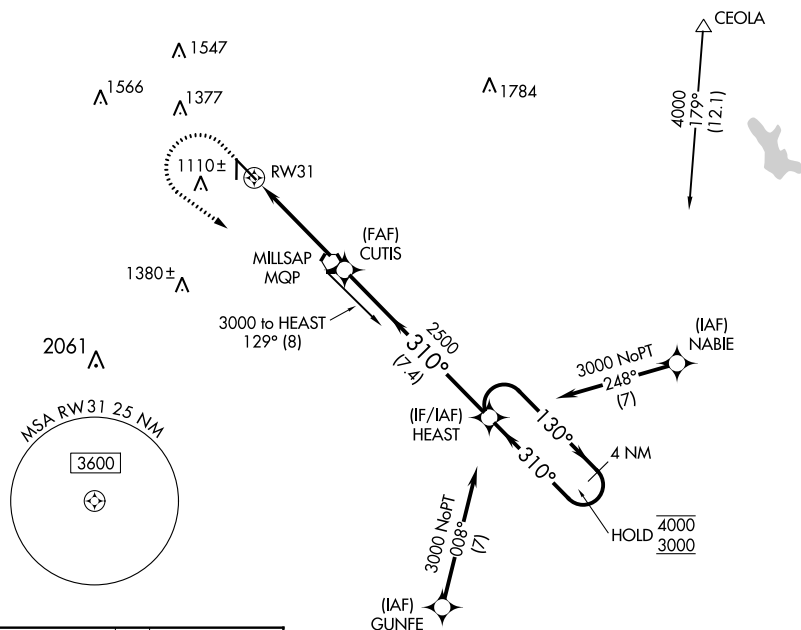 CEOLA
1547
1566
1377
1784
4000
179°
(12.1)
1110±
RW31
(FAF)
CUTIS
MILLSAP
MQP
1380±
3000 to HEAST
129° (8)
2500
310°
(7.4)
(IAF)
NABIE
3000 NoPT
248°
(7)
2061
MSA RW31 25 NM
3600
(IF/IAF)
HEAST
130°
310°
4 NM
HOLD
4000
3000
3000 NoPT
008°
(7)
(IAF)
GUNFE